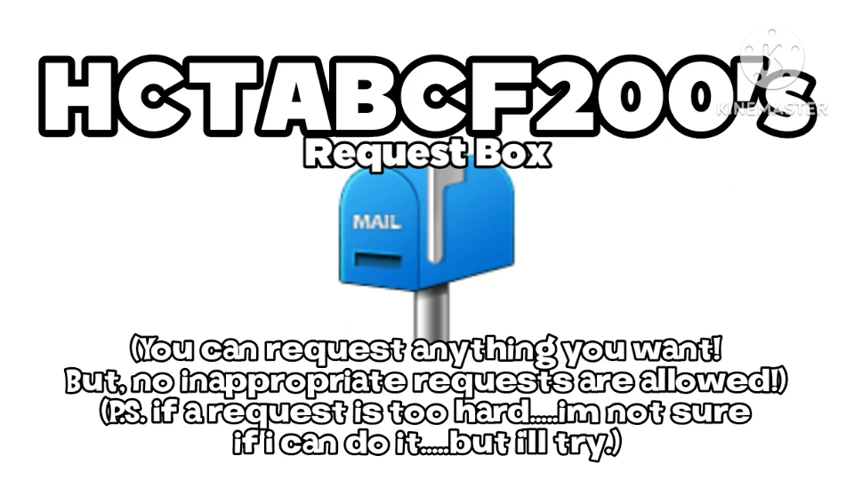 HCTABCF200's
KINEMASTER
Request Box
MAIL
(You can request anything you want!
But, no inappropriate requests are allowed!)
(P.S. if a request is too hard......im not sure
if i can do it.....but i'll try.)